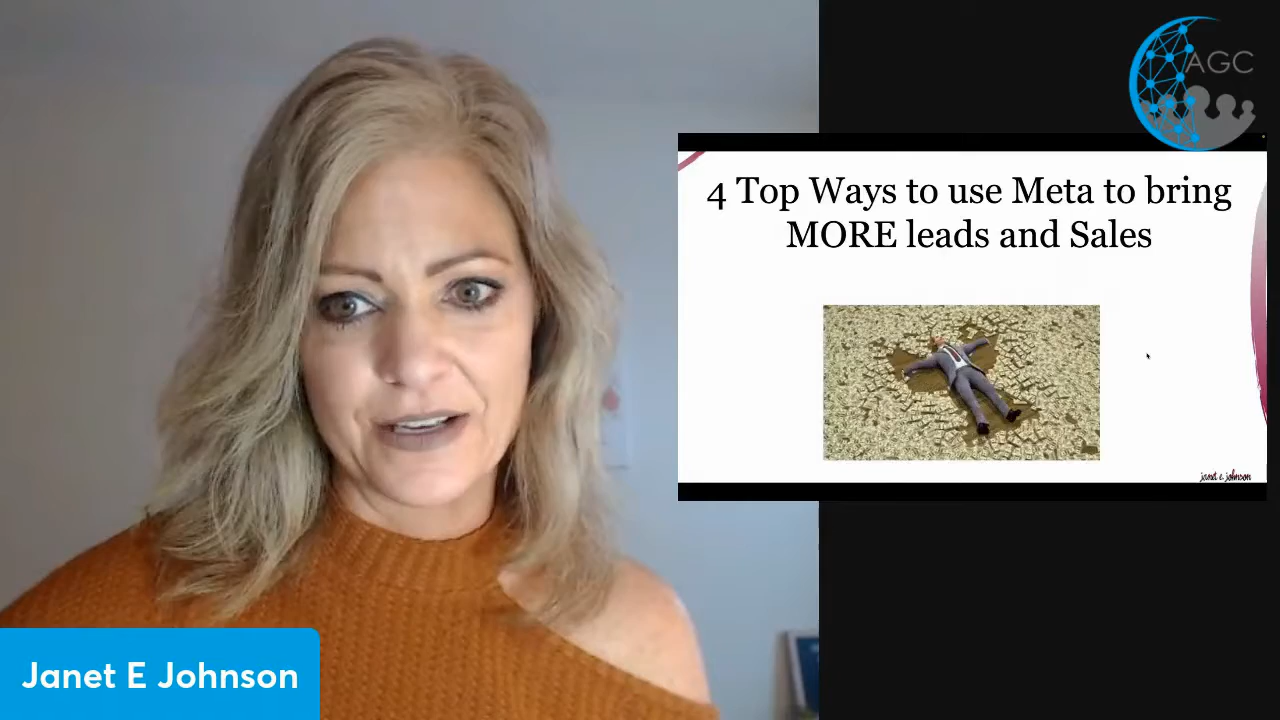 AGC
4 Top Ways to use Meta to bring
MORE leads and Sales
janet e. johnson
Janet E Johnson